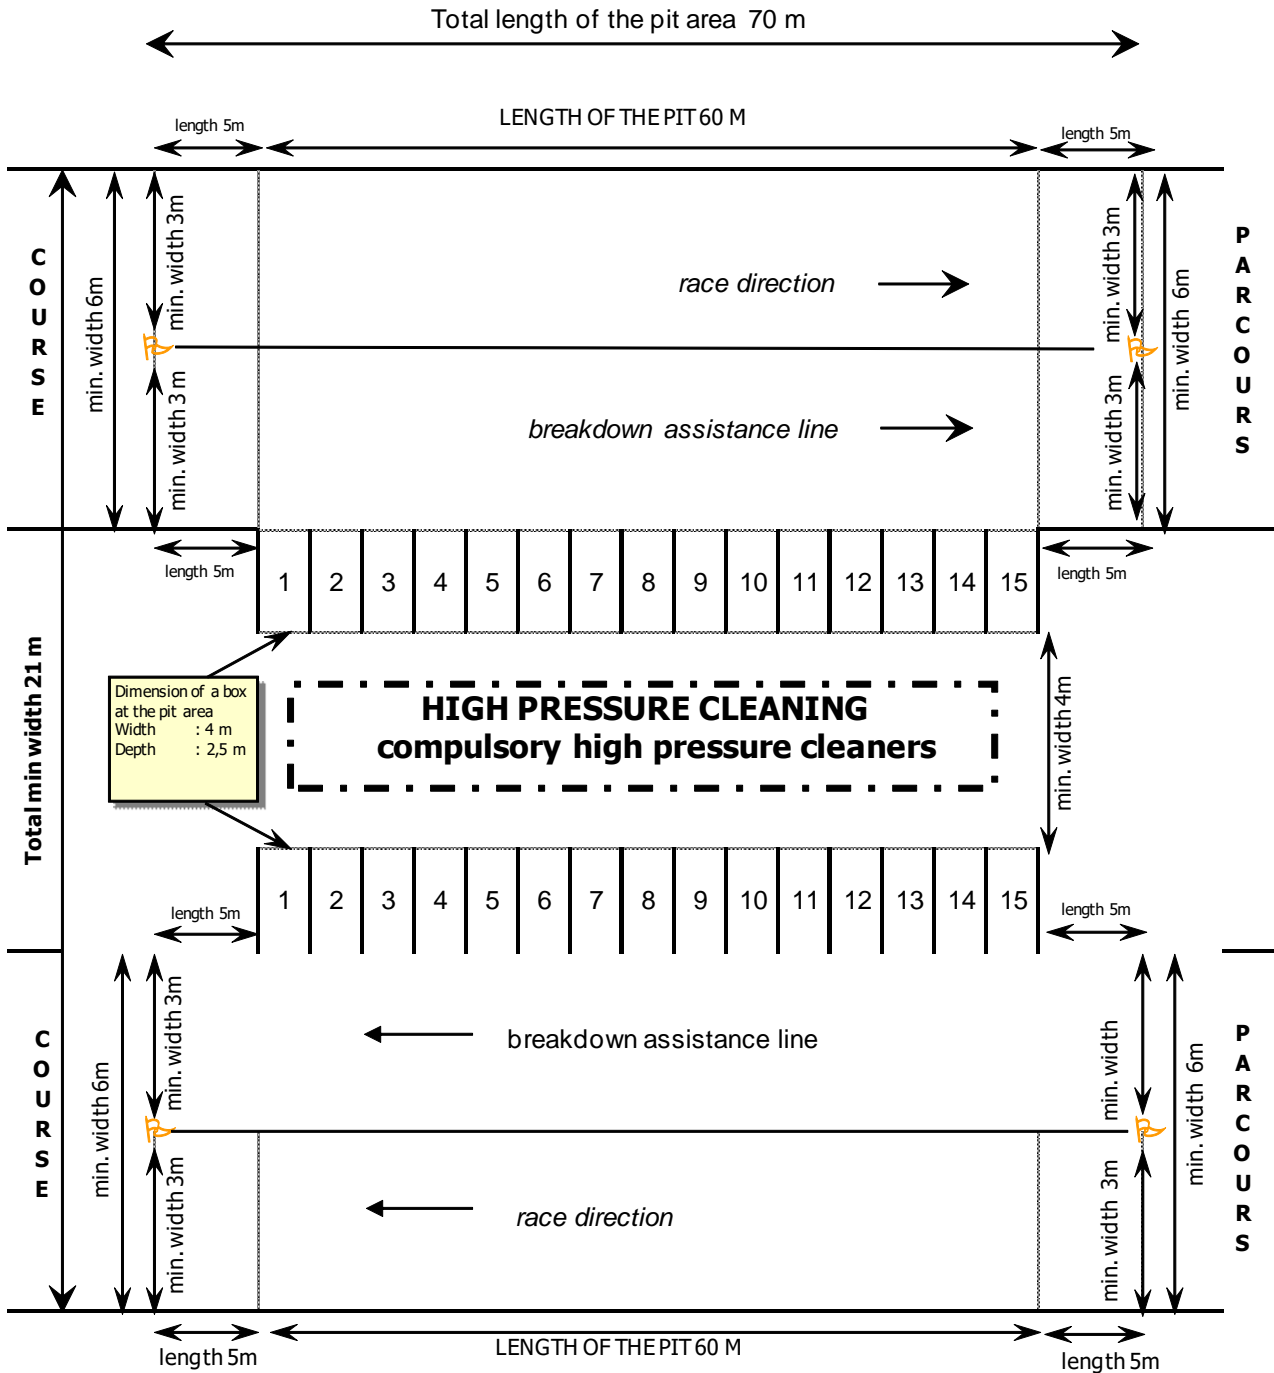 Total length of the pit area 70 m
length 5m
LENGTH OF THE PIT 60 M
length 5m
COURSE
min. width 6m
min. width 3m
min. width 3 m
race direction
breakdown assistance line
min. width 3m
min. width 3m
min. width 6m
PARCOURS
length 5m
1 2 3 4 5 6 7 8 9 10 11 12 13 14 15
length 5m
Total min width 21 m
Dimension of a box
at the pit area
Width : 4 m
Depth : 2,5 m
HIGH PRESSURE CLEANING
compulsory high pressure cleaners
min. width 4m
length 5m
1 2 3 4 5 6 7 8 9 10 11 12 13 14 15
length 5m
COURSE
min. width 6m
min. width 3m
min. width 3m
breakdown assistance line
race direction
min. width
min. width 3m
min. width 6m
PARCOURS
length 5m
LENGTH OF THE PIT 60 M
length 5m